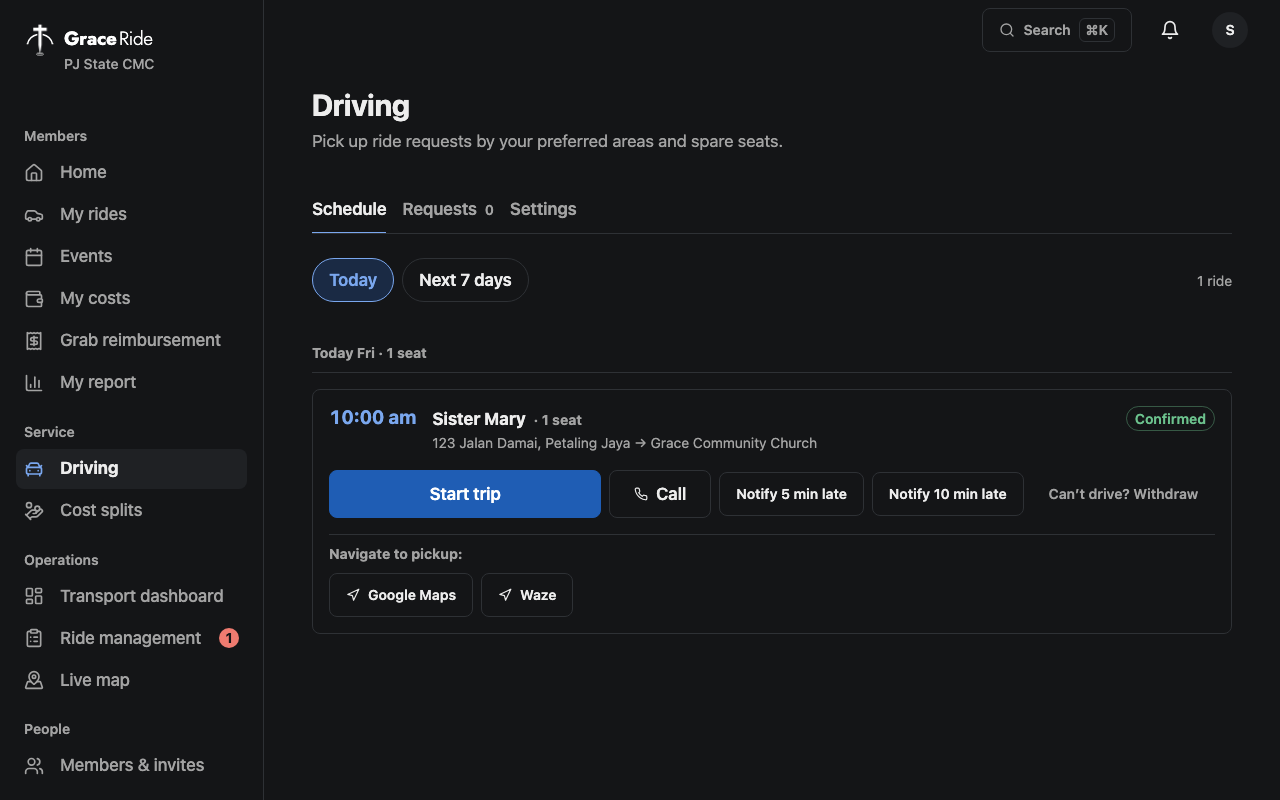 GraceRide
PJ State CMC
Search ⌘K
S
Members
Home
My rides
Events
My costs
Grab reimbursement
My report
Service
Driving
Cost splits
Operations
Transport dashboard
Ride management 1
Live map
People
Members & invites
Driving
Pick up ride requests by your preferred areas and spare seats.
Schedule Requests 0 Settings
Today Next 7 days 1 ride
Today Fri · 1 seat
10:00 am Sister Mary · 1 seat Confirmed
123 Jalan Damai, Petaling Jaya → Grace Community Church
Start trip Call Notify 5 min late Notify 10 min late Can’t drive? Withdraw
Navigate to pickup:
Google Maps Waze